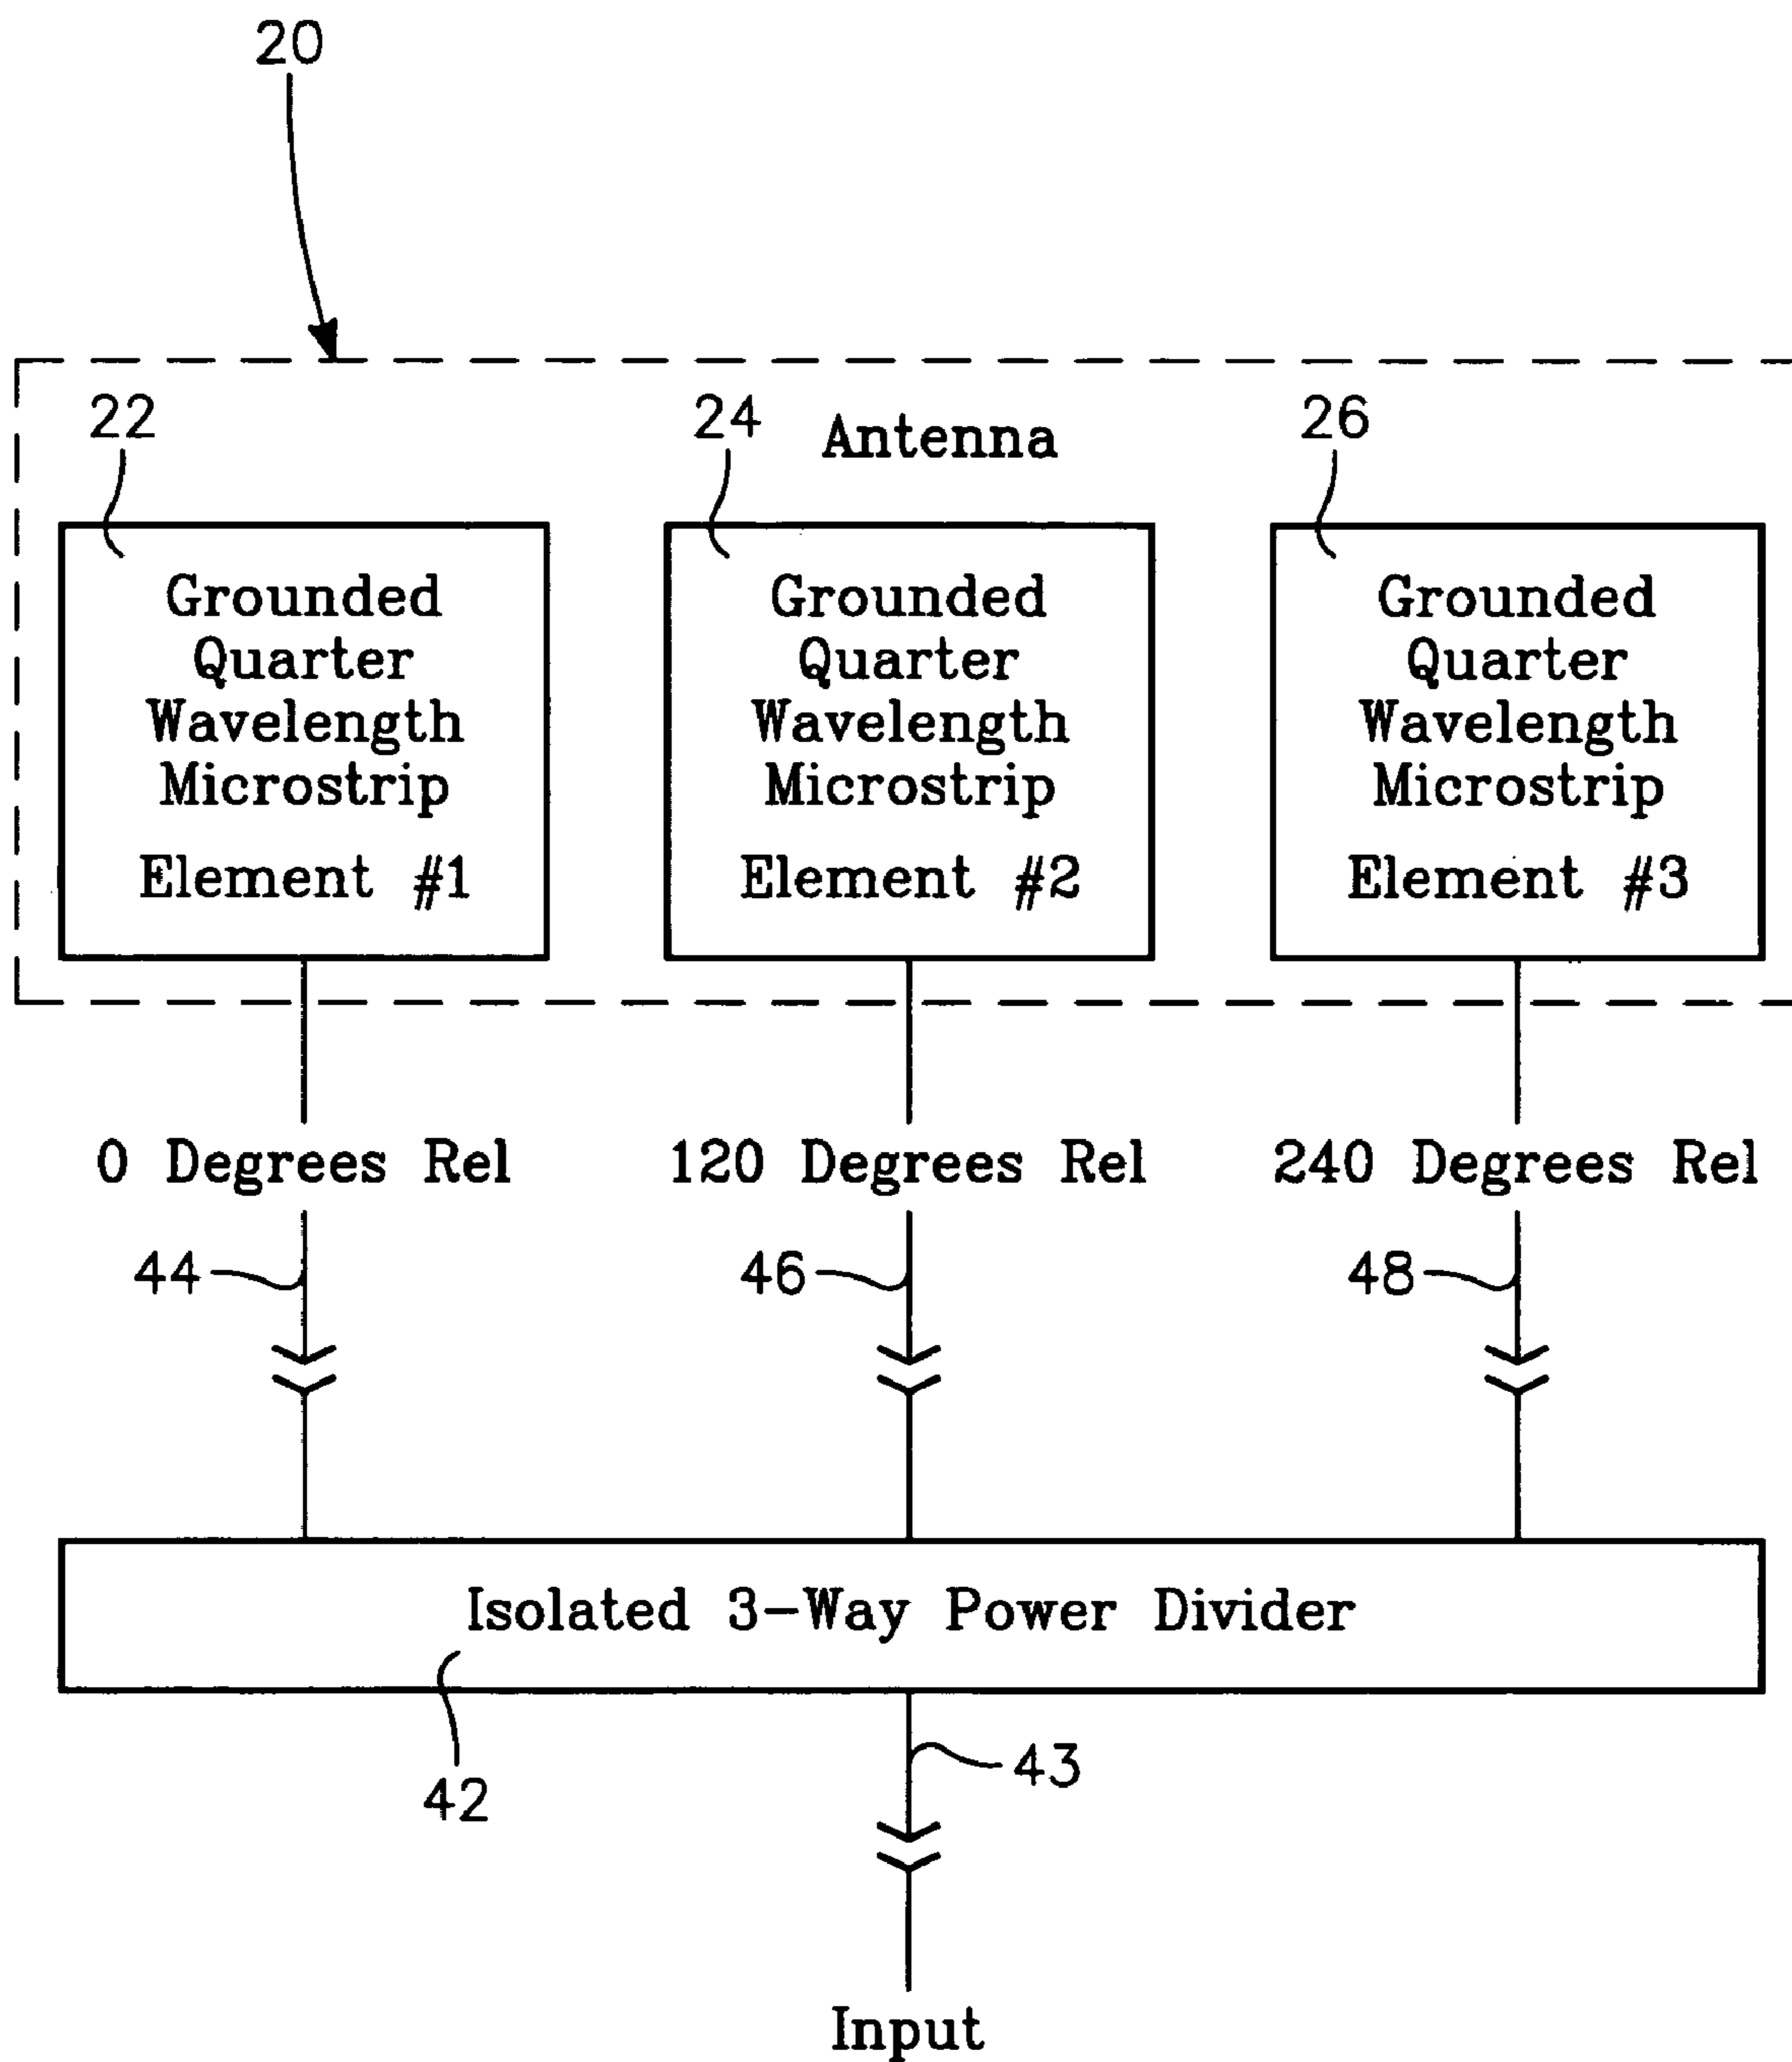 20
22
24
Antenna
26
Grounded
Quarter
Wavelength
Microstrip
Element #1
Grounded
Quarter
Wavelength
Microstrip
Element #2
Grounded
Quarter
Wavelength
Microstrip
Element #3
0 Degrees Rel
120 Degrees Rel
240 Degrees Rel
44
46
48
Isolated 3-Way Power Divider
42
43
Input